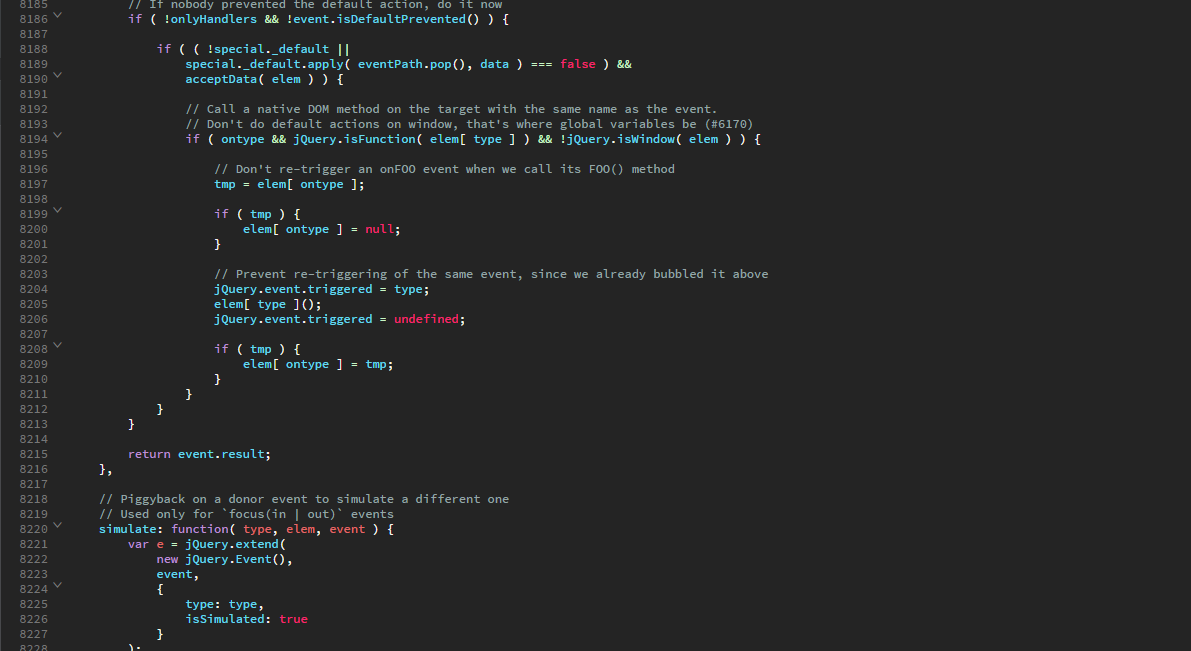 8185 // If nobody prevented the default action, do it now
8186 if ( !onlyHandlers && !event.isDefaultPrevented() ) {
8187
8188 if ( ( !special._default ||
8189 special._default.apply( eventPath.pop(), data ) === false ) &&
8190 acceptData( elem ) ) {
8191
8192 // Call a native DOM method on the target with the same name as the event.
8193 // Don't do default actions on window, that's where global variables be (#6170)
8194 if ( ontype && jQuery.isFunction( elem[ type ] ) && !jQuery.isWindow( elem ) ) {
8195
8196 // Don't re-trigger an onFOO event when we call its FOO() method
8197 tmp = elem[ ontype ];
8198
8199 if ( tmp ) {
8200 elem[ ontype ] = null;
8201 }
8202
8203 // Prevent re-triggering of the same event, since we already bubbled it above
8204 jQuery.event.triggered = type;
8205 elem[ type ]();
8206 jQuery.event.triggered = undefined;
8207
8208 if ( tmp ) {
8209 elem[ ontype ] = tmp;
8210 }
8211 }
8212 }
8213 }
8214
8215 return event.result;
8216 },
8217
8218 // Piggyback on a donor event to simulate a different one
8219 // Used only for `focus(in | out)` events
8220 simulate: function( type, elem, event ) {
8221 var e = jQuery.extend(
8222 new jQuery.Event(),
8223 event,
8224 {
8225 type: type,
8226 isSimulated: true
8227 }
8228 );